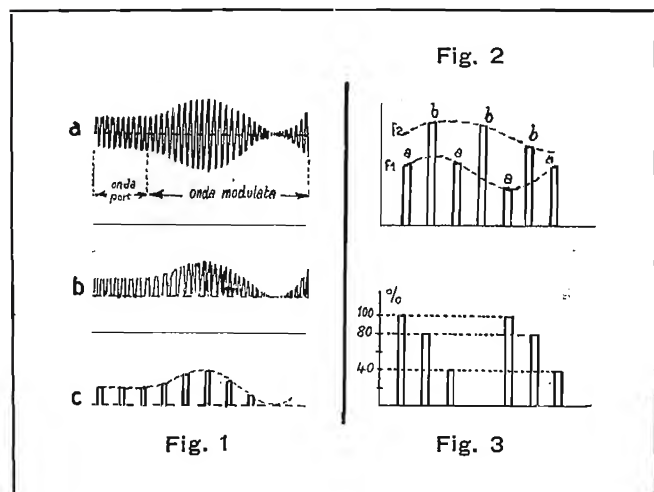 a
onda port
onda modulata
b
c
Fig. 1
Fig. 2
f2
b
b
b
f1
a
a
a
a
%
100
80
40
Fig. 3